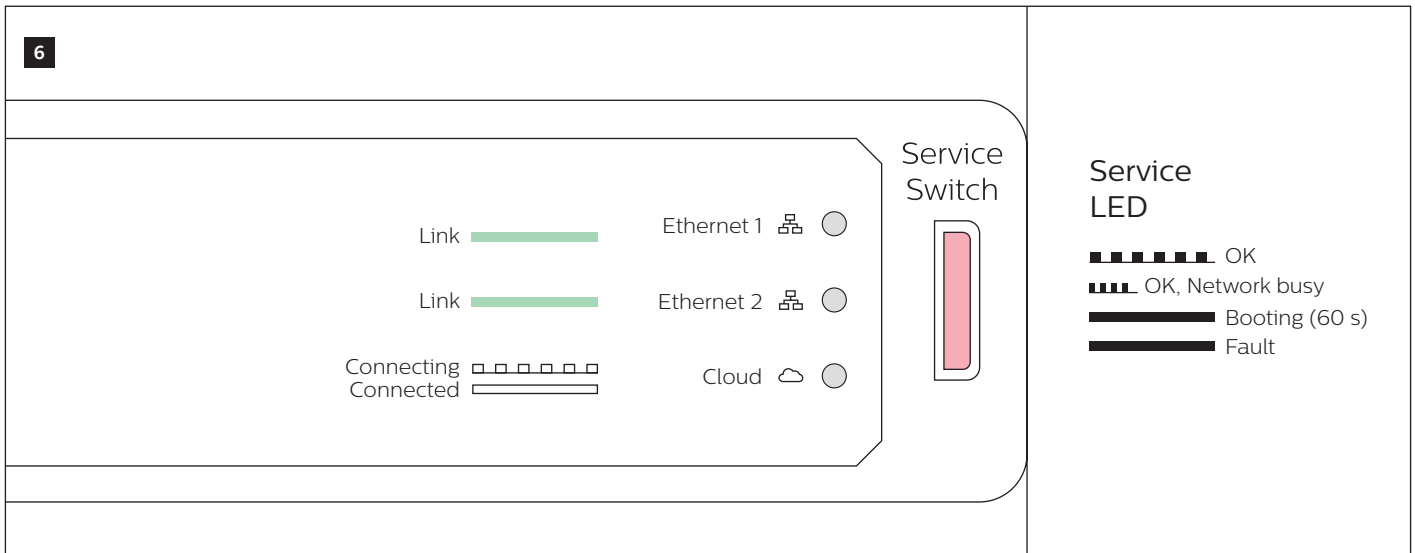 6
Service
Switch
Link
Ethernet 1
Link
Ethernet 2
Connecting
Connected
Cloud
Service
LED
OK
OK, Network busy
Booting (60 s)
Fault